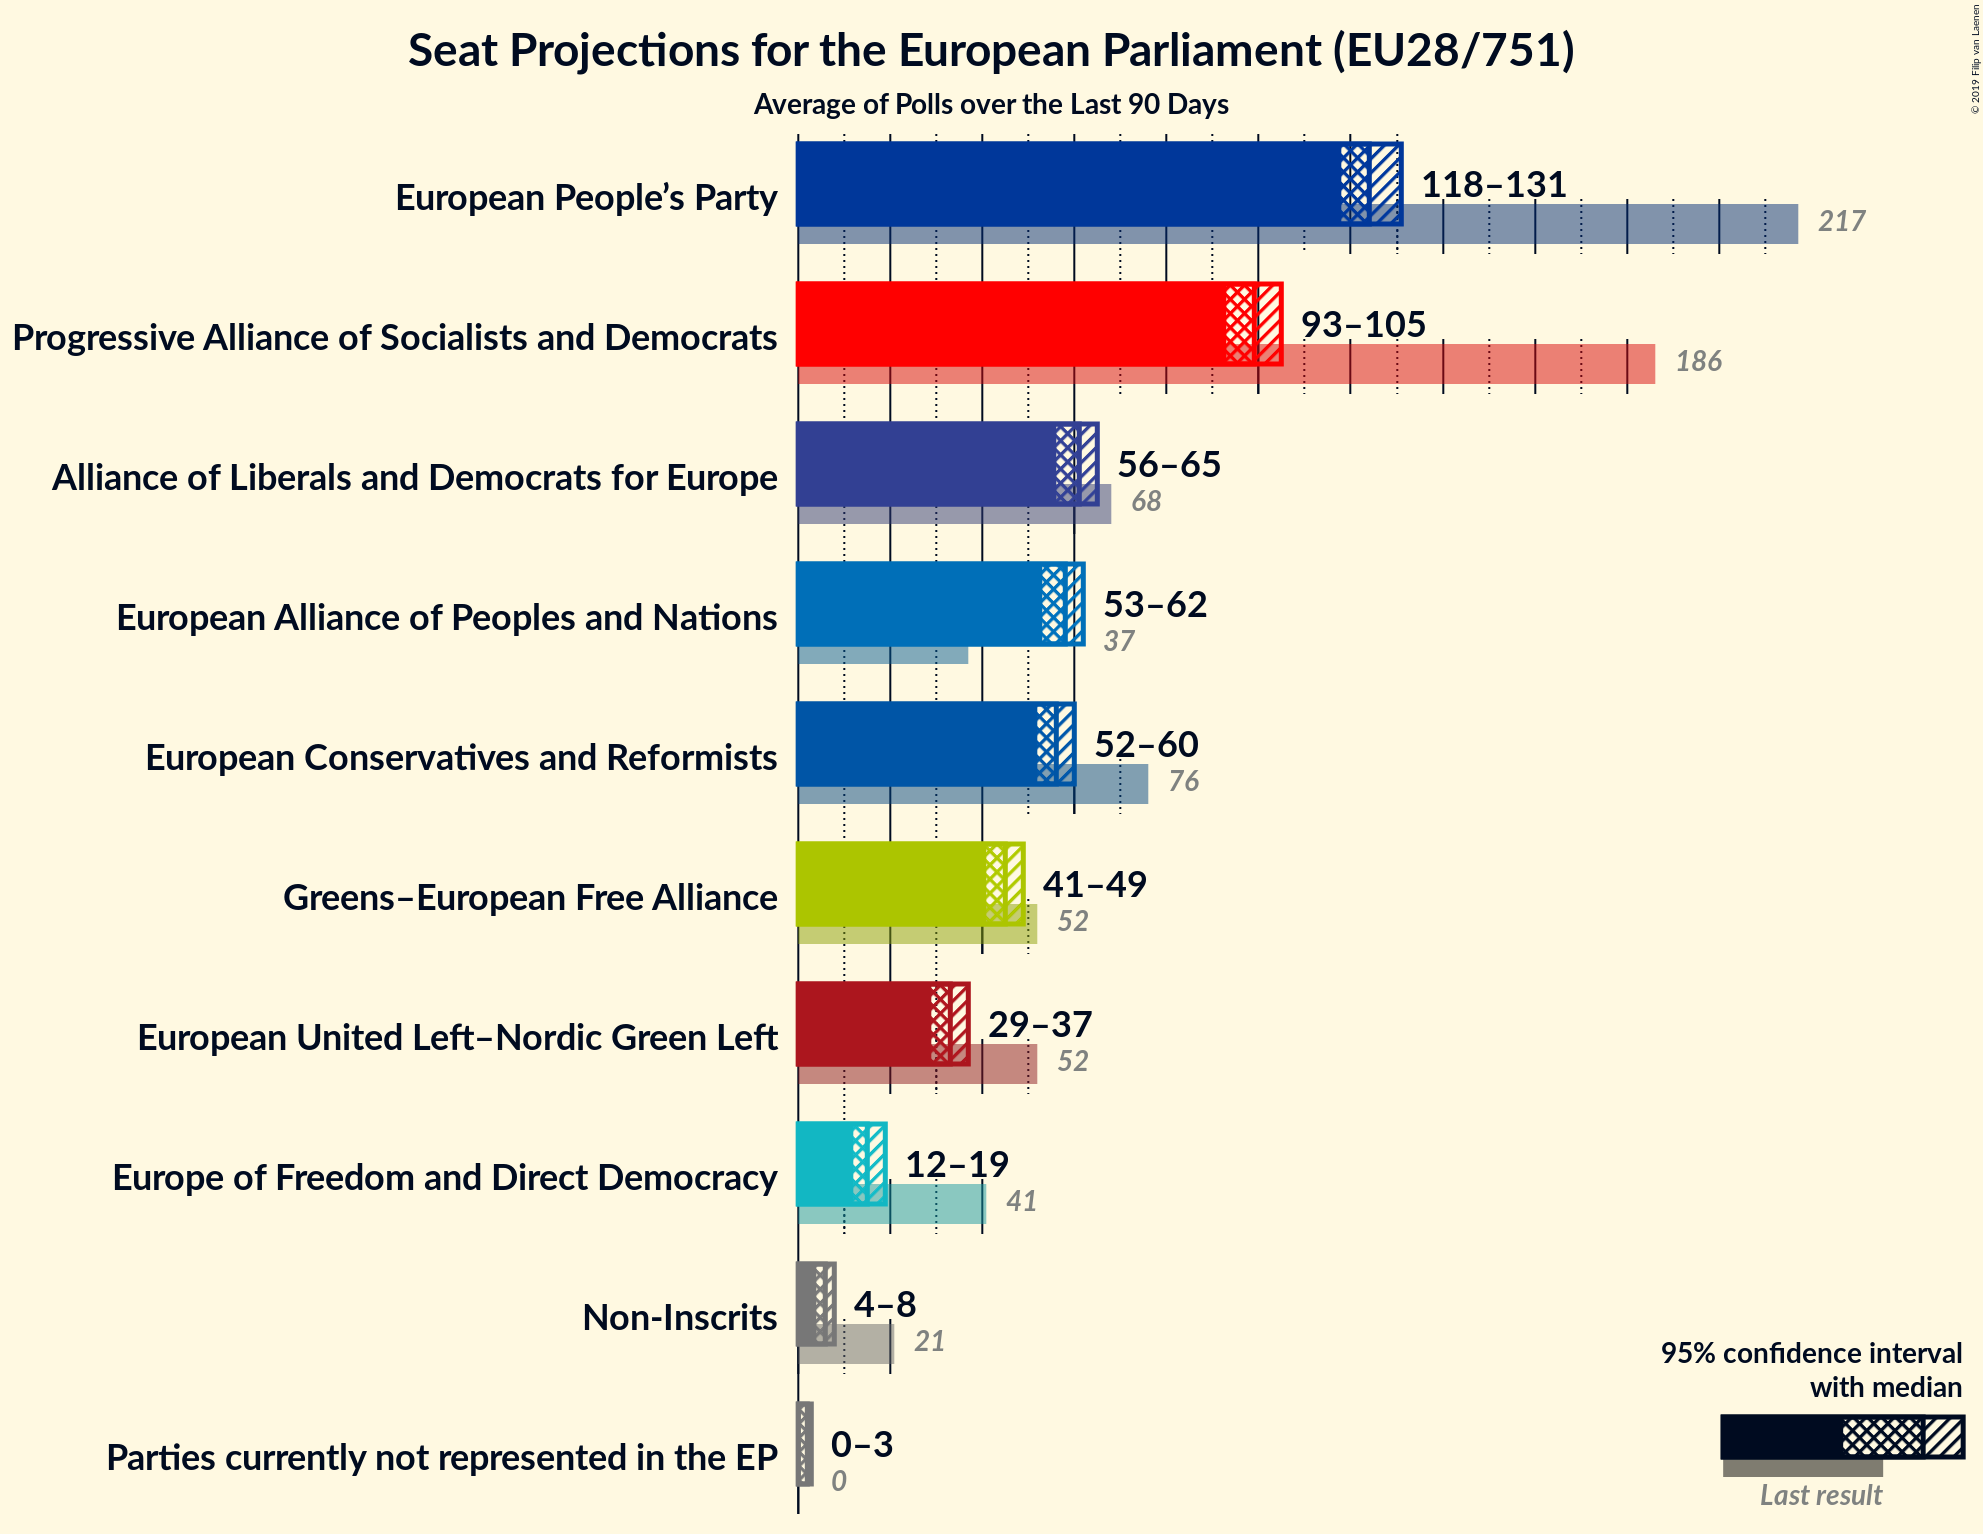 Seat Projections for the European Parliament (EU28/751)
Average of Polls over the Last 90 Days
© 2019 Filip van Laenen
European People’s Party
118–131
217
Progressive Alliance of Socialists and Democrats
93–105
186
Alliance of Liberals and Democrats for Europe
56–65
68
European Alliance of Peoples and Nations
53–62
37
European Conservatives and Reformists
52–60
76
Greens–European Free Alliance
41–49
52
European United Left–Nordic Green Left
29–37
52
Europe of Freedom and Direct Democracy
12–19
41
Non-Inscrits
4–8
21
Parties currently not represented in the EP
0–3
0
95% confidence interval
with median
Last result